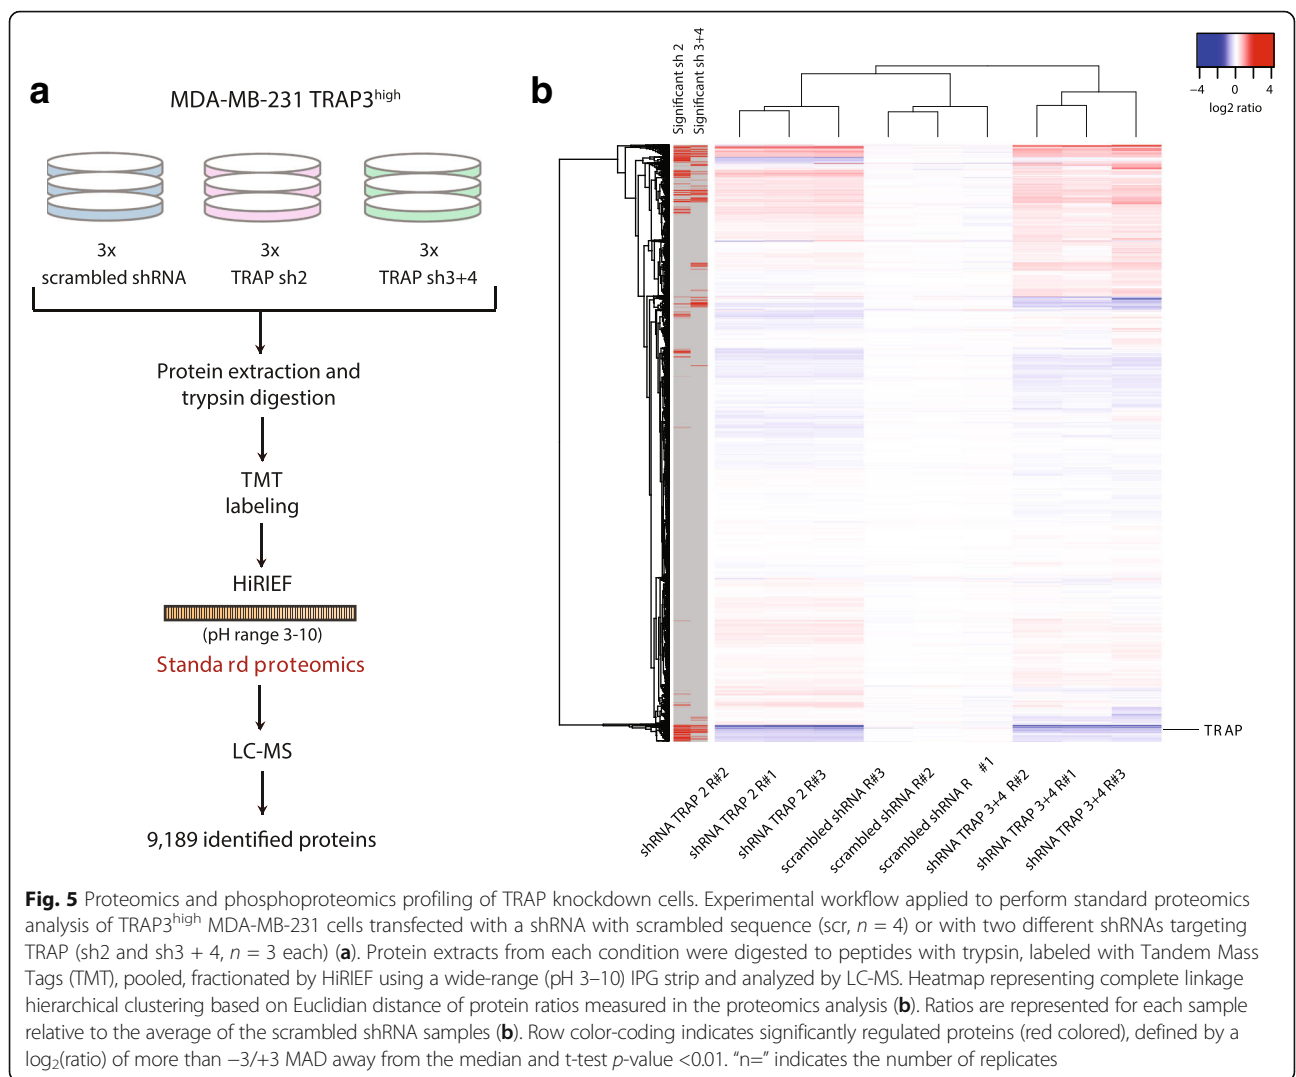 a
MDA-MB-231 TRAP3high
3x
scrambled shRNA
3x
TRAP sh2
3x
TRAP sh3+4
Protein extraction and
trypsin digestion
TMT
labeling
HiRIEF
(pH range 3-10)
Standa rd proteomics
LC-MS
9,189 identified proteins
b
Significant sh 2
Significant sh 3+4
−4 0 4
log2 ratio
TRAP
shRNA TRAP 2 R#2
shRNA TRAP 2 R#1
shRNA TRAP 2 R#3
scrambled shRNA R#3
scrambled shRNA R#2
scrambled shRNA R #1
shRNA TRAP 3+4 R#2
shRNA TRAP 3+4 R#1
shRNA TRAP 3+4 R#3
Fig. 5 Proteomics and phosphoproteomics profiling of TRAP knockdown cells. Experimental workflow applied to perform standard proteomics
analysis of TRAP3high MDA-MB-231 cells transfected with a shRNA with scrambled sequence (scr, n = 4) or with two different shRNAs targeting
TRAP (sh2 and sh3 + 4, n = 3 each) (a). Protein extracts from each condition were digested to peptides with trypsin, labeled with Tandem Mass
Tags (TMT), pooled, fractionated by HiRIEF using a wide-range (pH 3–10) IPG strip and analyzed by LC-MS. Heatmap representing complete linkage
hierarchical clustering based on Euclidian distance of protein ratios measured in the proteomics analysis (b). Ratios are represented for each sample
relative to the average of the scrambled shRNA samples (b). Row color-coding indicates significantly regulated proteins (red colored), defined by a
log2(ratio) of more than −3/+3 MAD away from the median and t-test p-value <0.01. “n=” indicates the number of replicates